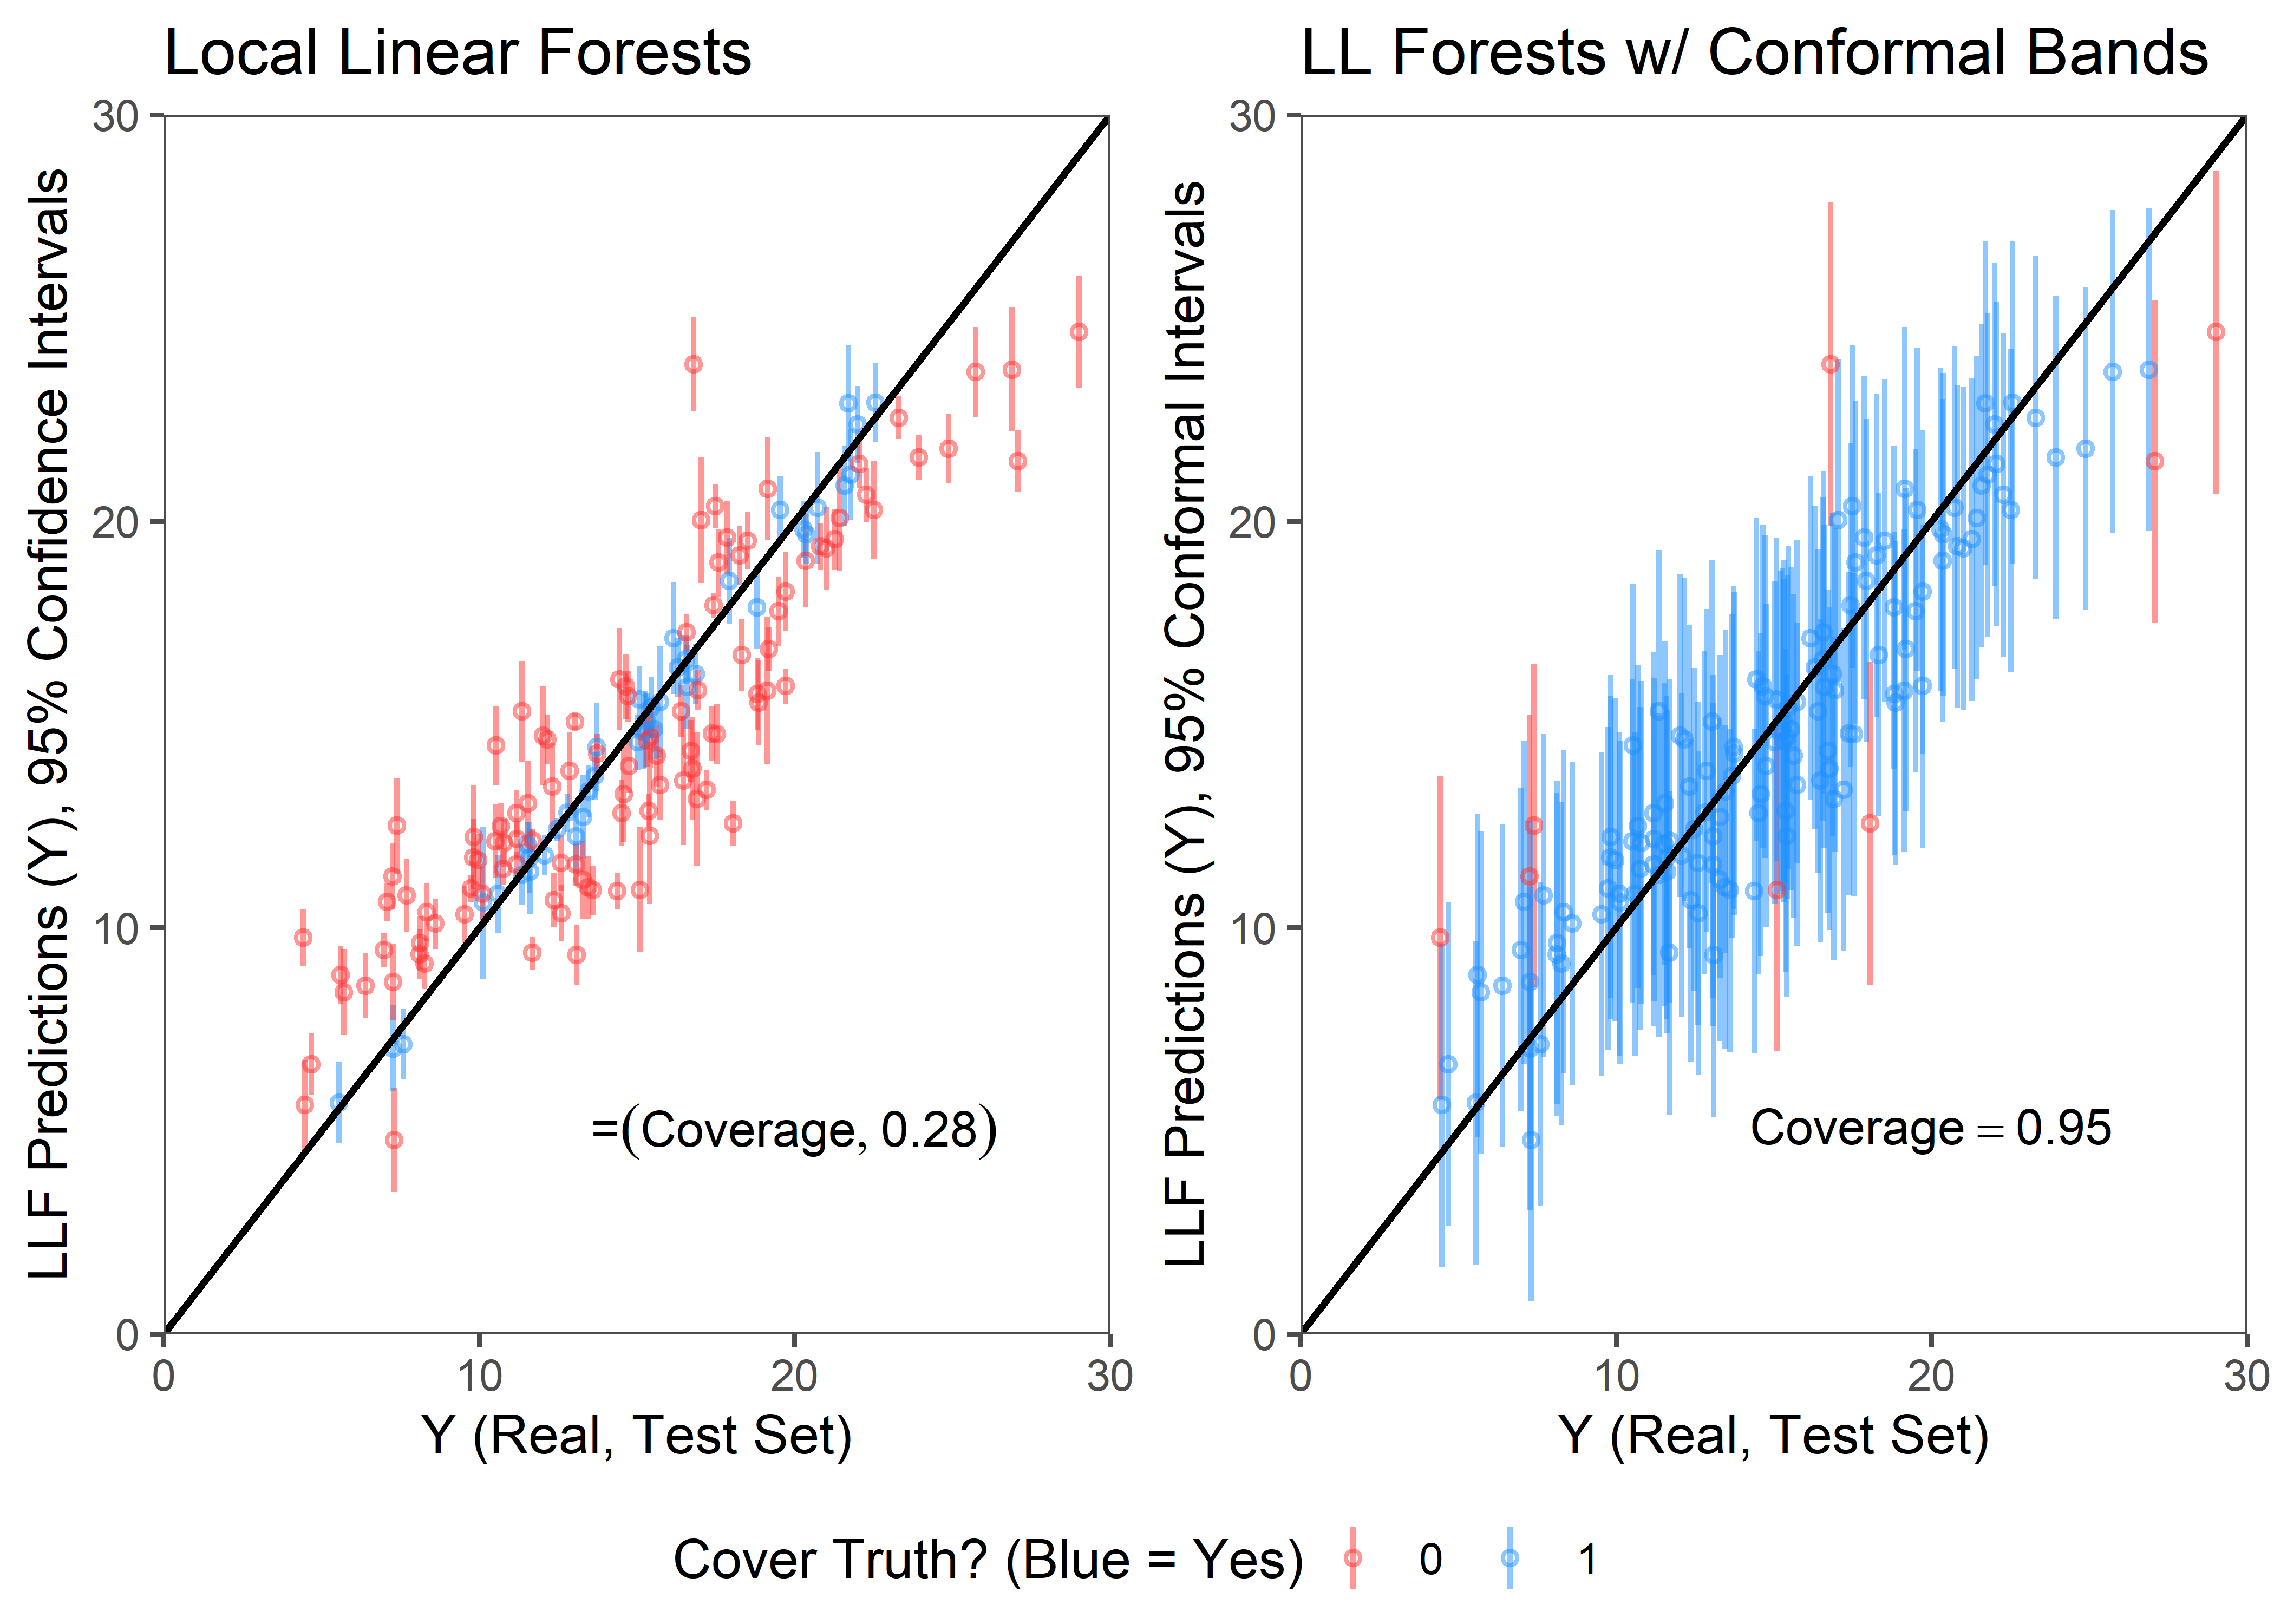 Local Linear Forests
LL Forests w/ Conformal Bands
LLF Predictions (Y), 95% Confidence Intervals
30
20
10
0
=(Coverage, 0.28)
0
10
20
30
Y (Real, Test Set)
LLF Predictions (Y), 95% Conformal Intervals
30
20
10
0
Coverage = 0.95
0
10
20
30
Y (Real, Test Set)
Cover Truth? (Blue = Yes) 0 1